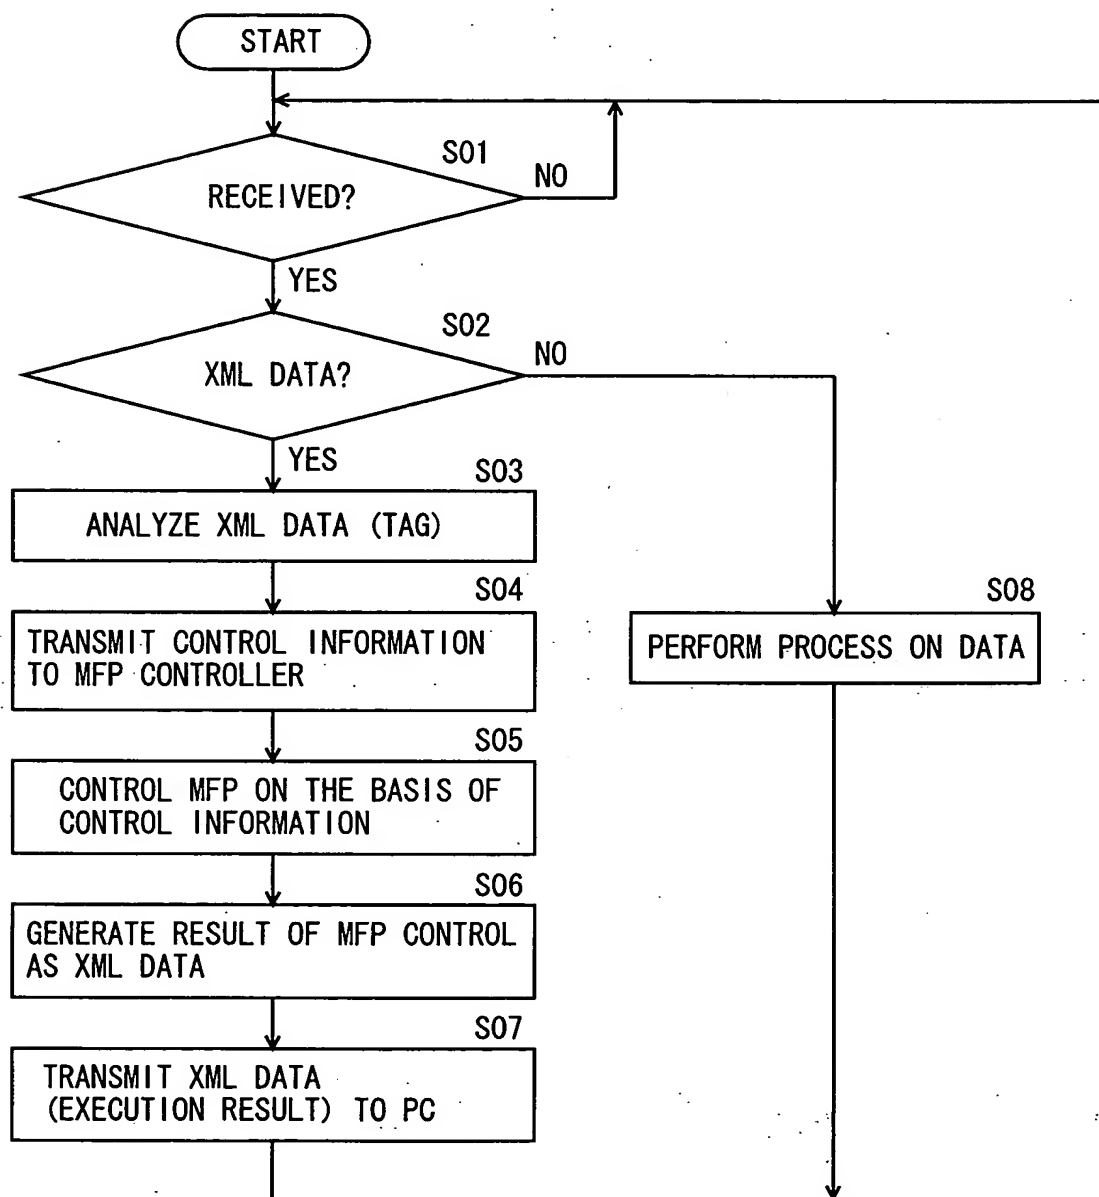 START
S01
RECEIVED?
NO
YES
S02
XML DATA?
NO
YES
S03
ANALYZE XML DATA (TAG)
S04
TRANSMIT CONTROL INFORMATION
TO MFP CONTROLLER
S08
PERFORM PROCESS ON DATA
S05
CONTROL MFP ON THE BASIS OF
CONTROL INFORMATION
S06
GENERATE RESULT OF MFP CONTROL
AS XML DATA
S07
TRANSMIT XML DATA
(EXECUTION RESULT) TO PC